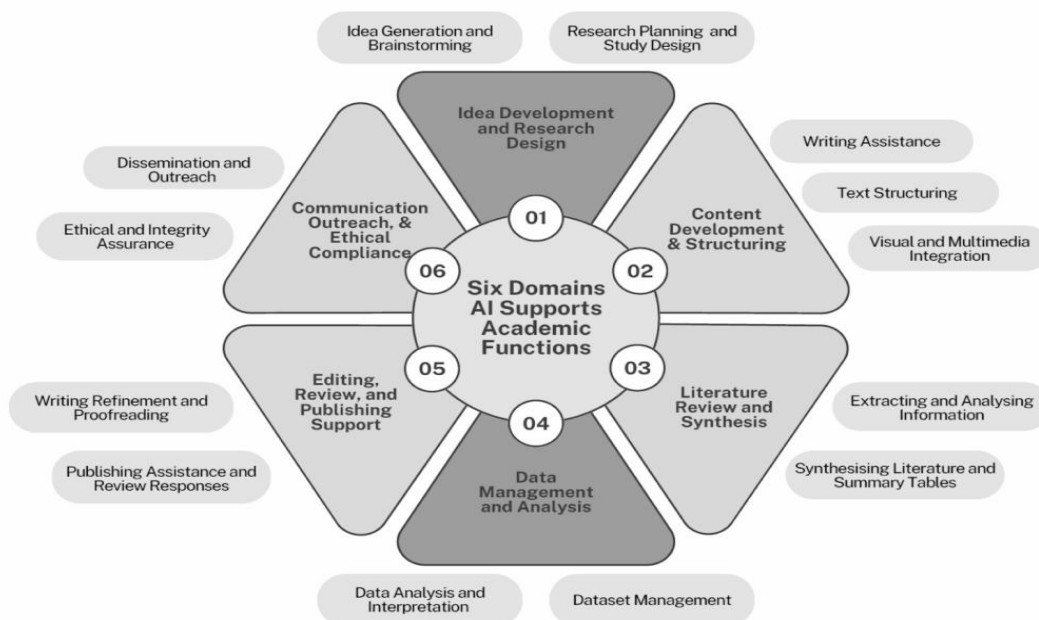 Idea Generation and
Brainstorming
Research Planning and
Study Design
Idea Development
and Research
Design
01
Writing Assistance
Text Structuring
Visual and Multimedia
Integration
Content
Development
& Structuring
02
Extracting and Analysing
Information
Synthesising Literature and
Summary Tables
Literature
Review and
Synthesis
03
Data
Management
and Analysis
04
Data Analysis and
Interpretation
Dataset Management
Editing,
Review, and
Publishing
Support
05
Writing Refinement and
Proofreading
Publishing Assistance and
Review Responses
Communication
Outreach, &
Ethical
Compliance,
06
Dissemination and
Outreach
Ethical and Integrity
Assurance
Six Domains
AI Supports
Academic
Functions